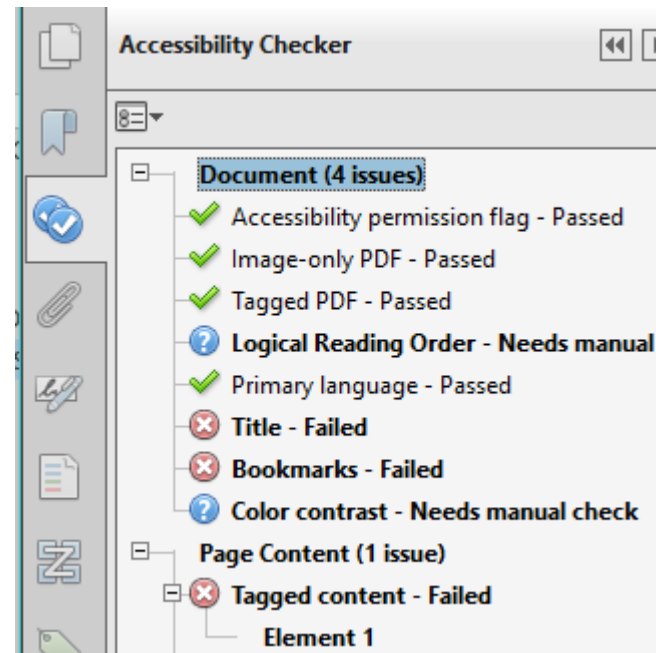 Accessibility Checker
Document (4 issues)
Accessibility permission flag - Passed
Image-only PDF - Passed
Tagged PDF - Passed
Logical Reading Order - Needs manual
Primary language - Passed
Title - Failed
Bookmarks - Failed
Color contrast - Needs manual check
Page Content (1 issue)
Tagged content - Failed
Element 1